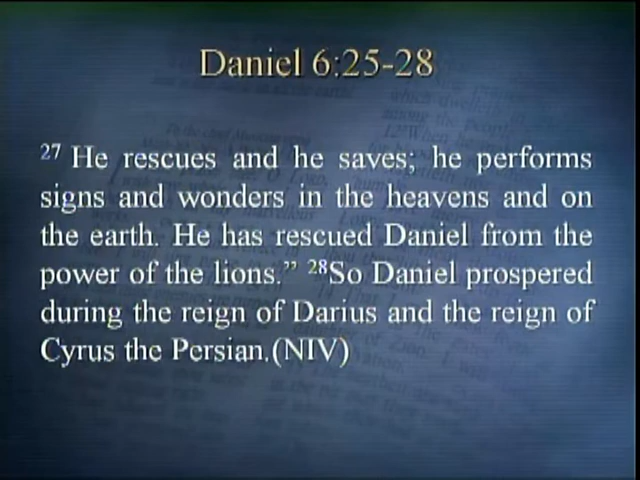 Daniel 6:25-28
27 He rescues and he saves; he performs
signs and wonders in the heavens and on
the earth. He has rescued Daniel from the
power of the lions.” 28So Daniel prospered
during the reign of Darius and the reign of
Cyrus the Persian.(NIV)